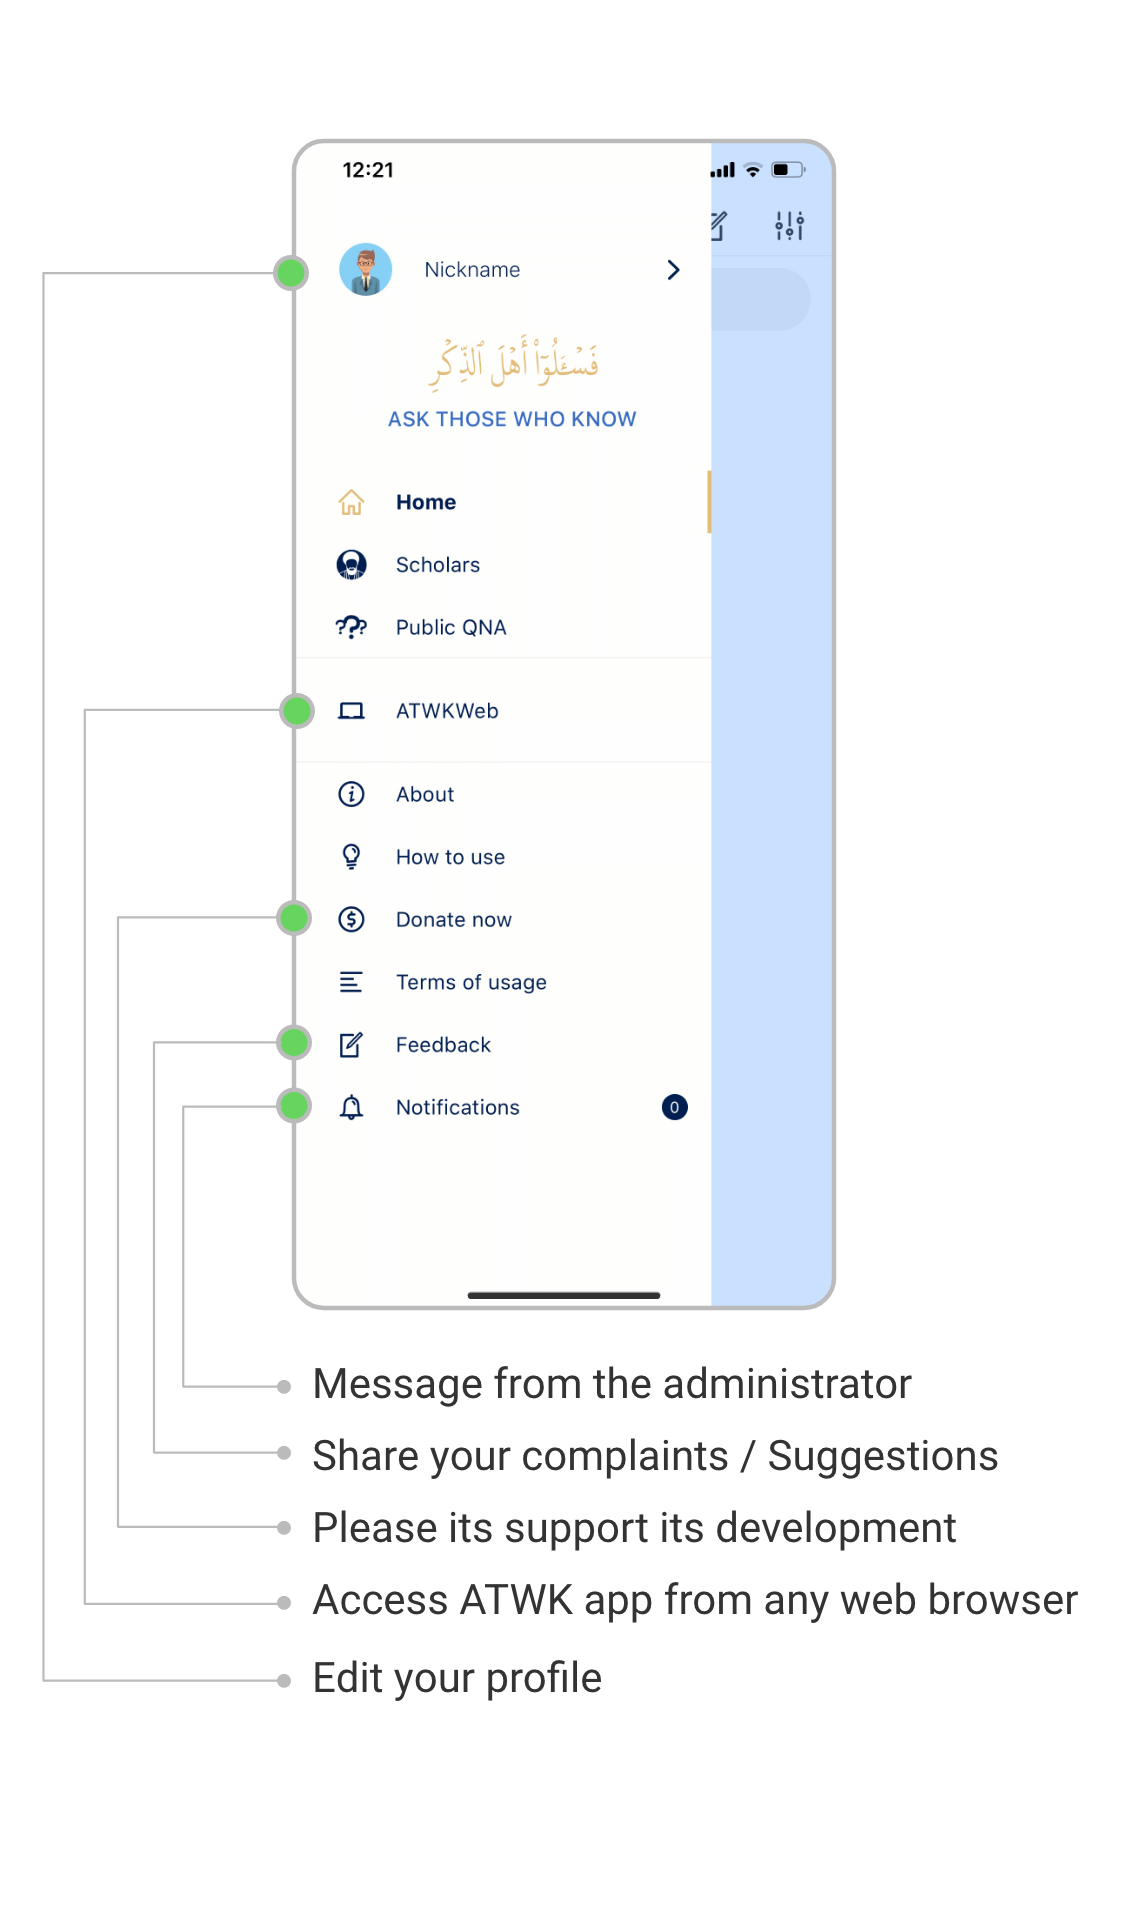 12:21
Nickname
فَسْـَٔلُوٓا۟ أَهْلَ ٱلذِّكْرِ
ASK THOSE WHO KNOW
Home
Scholars
??? Public QNA
ATWKWeb
About
How to use
Donate now
Terms of usage
Feedback
Notifications 0
Message from the administrator
Share your complaints / Suggestions
Please its support its development
Access ATWK app from any web browser
Edit your profile